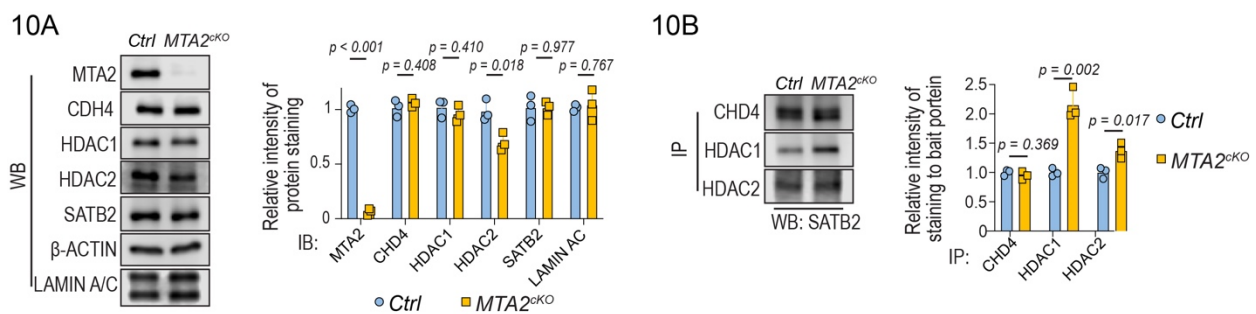 10A
Ctrl MTA2cKO
WB
MTA2
CDH4
HDAC1
HDAC2
SATB2
β-ACTIN
LAMIN A/C
Relative intensity of
protein staining
1
0.5
0
p < 0.001
p = 0.408
p = 0.410
p = 0.018
p = 0.977
p = 0.767
IB:
MTA2
CHD4
HDAC1
HDAC2
SATB2
LAMIN AC
Ctrl MTA2cKO
10B
Ctrl MTA2cKO
IP
CHD4
HDAC1
HDAC2
WB: SATB2
Relative intensity of
staining to bait portein
2.5
2.0
1.5
1.0
0.5
0
p = 0.369
p = 0.002
p = 0.017
IP:
CHD4
HDAC1
HDAC2
Ctrl
MTA2cKO